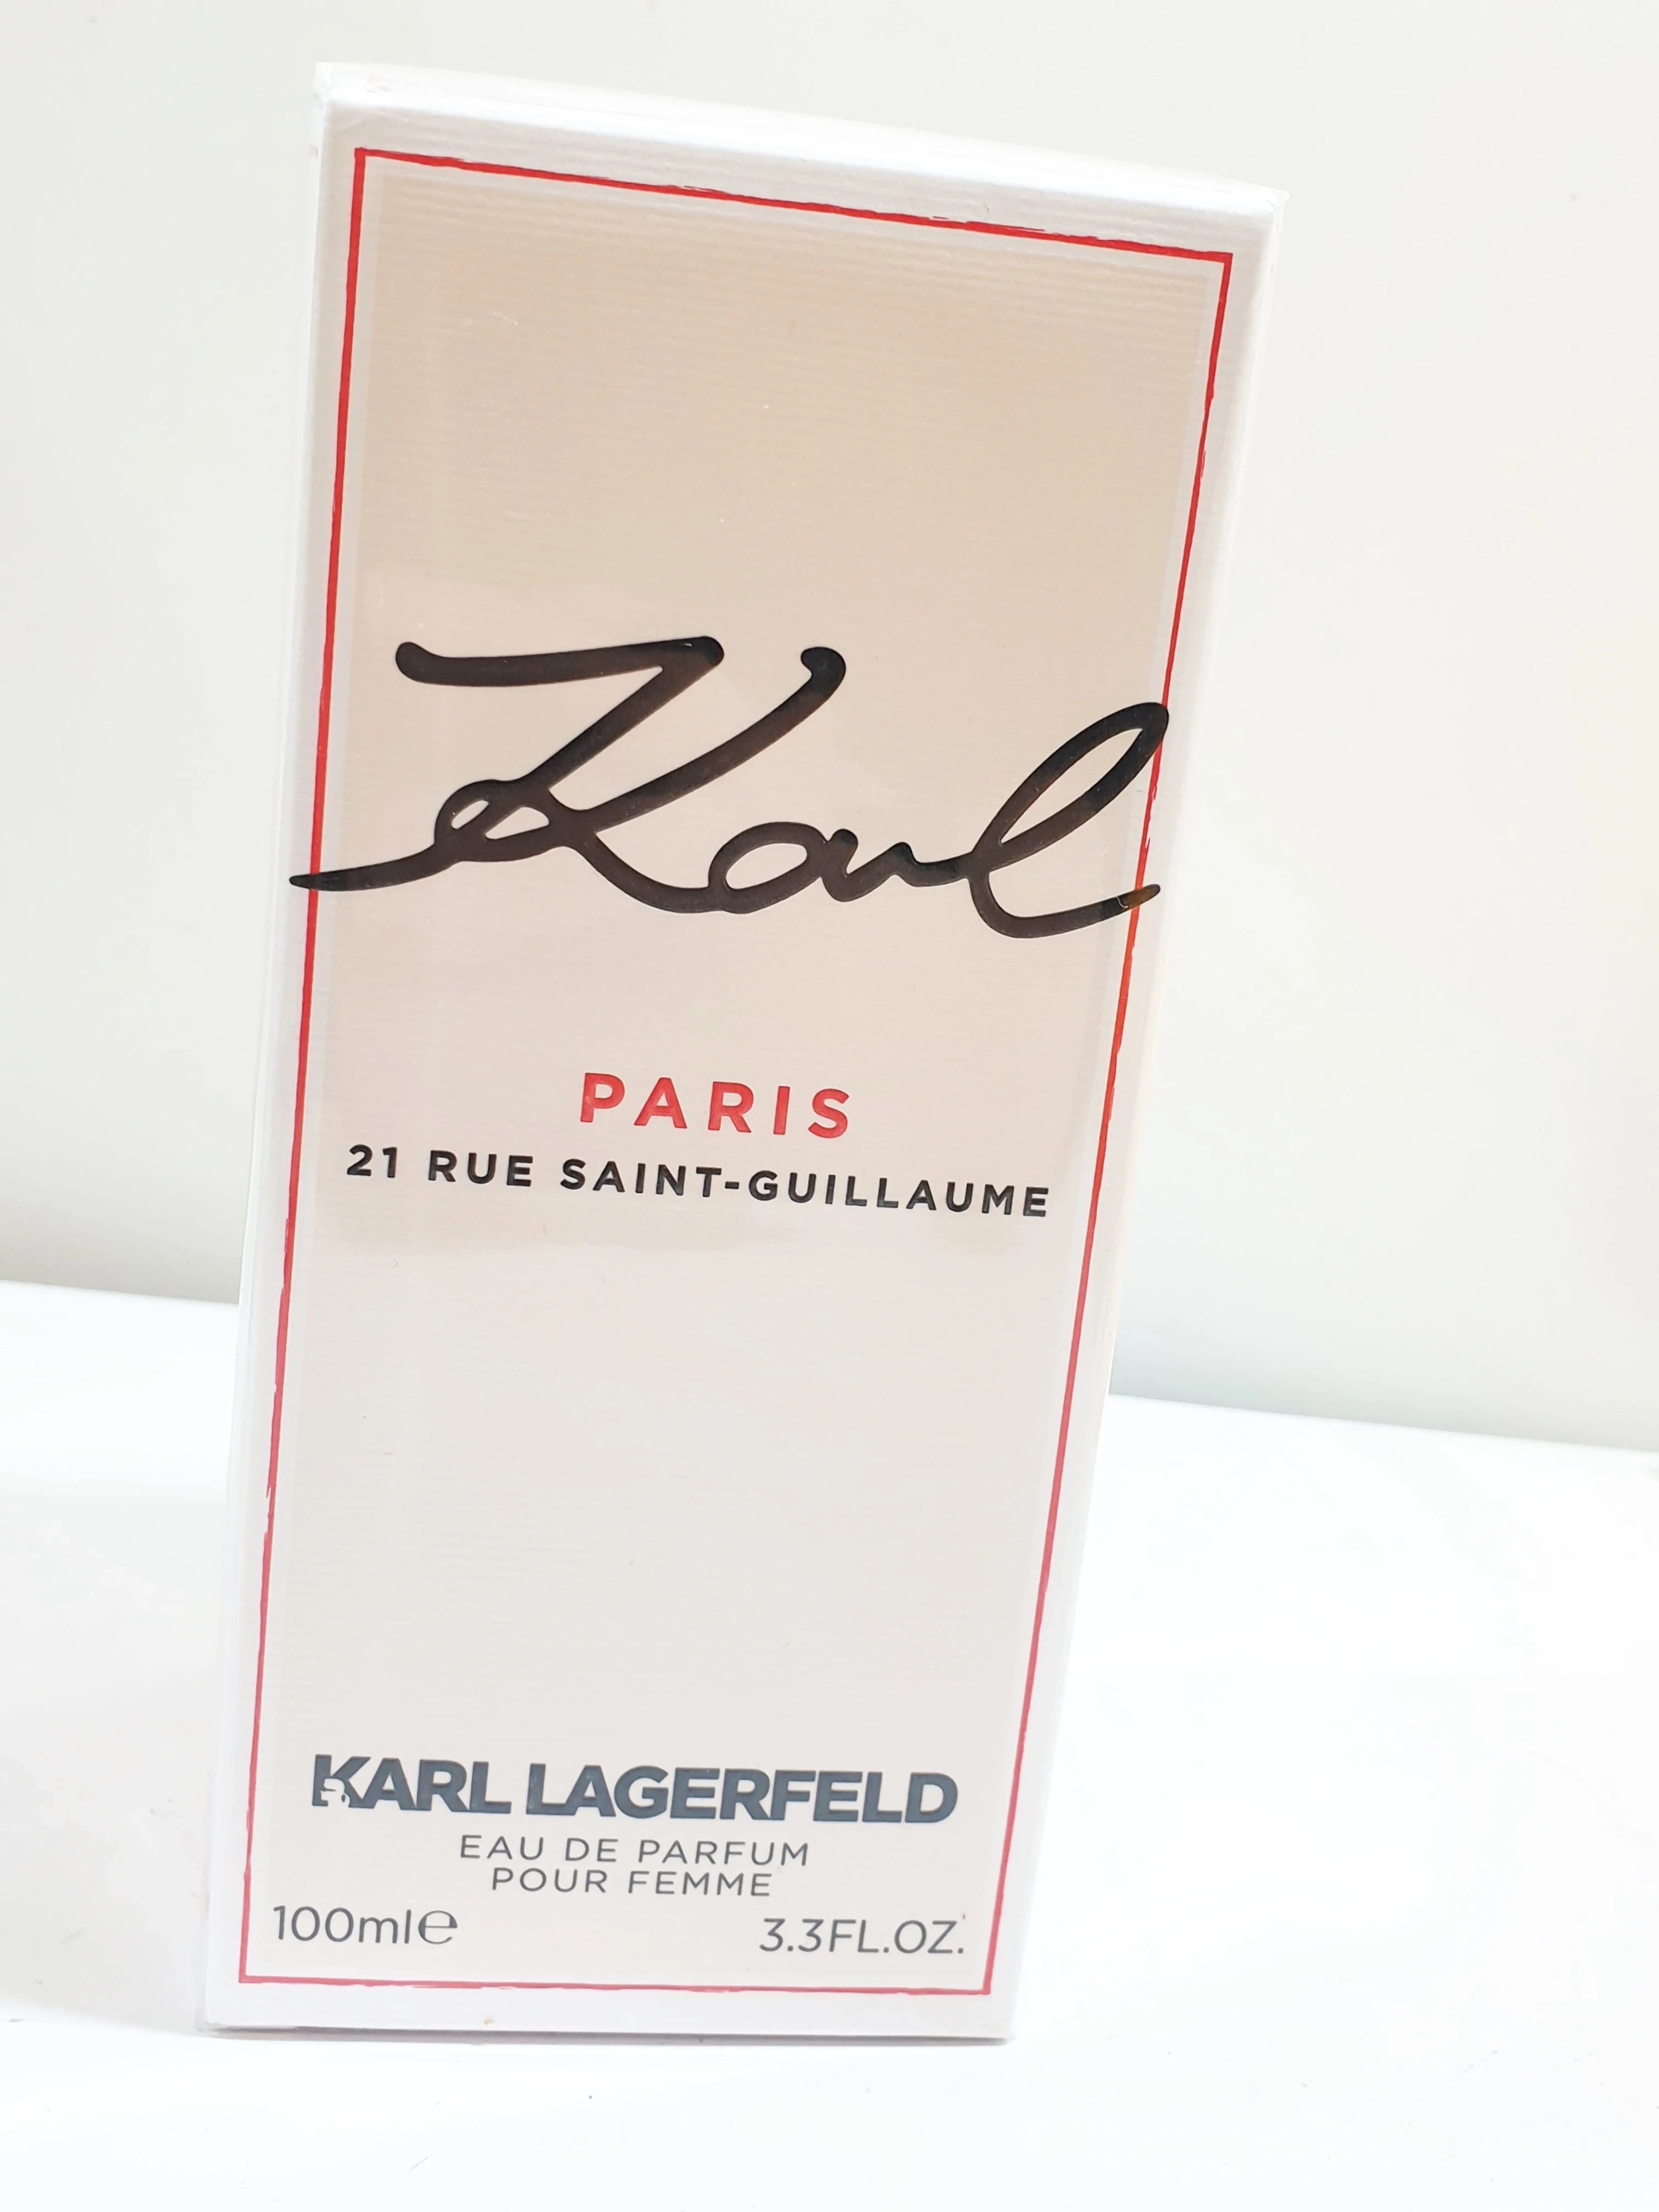 Karl
PARIS
21 RUE SAINT-GUILLAUME
KARL LAGERFELD
EAU DE PARFUM
POUR FEMME
100ml℮ 3.3FL.OZ.